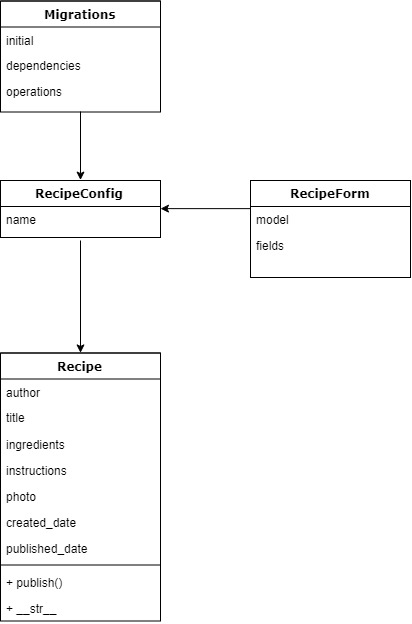 Migrations
initial
dependencies
operations
RecipeConfig
name
RecipeForm
model
fields
Recipe
author
title
ingredients
instructions
photo
created_date
published_date
+ publish()
+ __str__